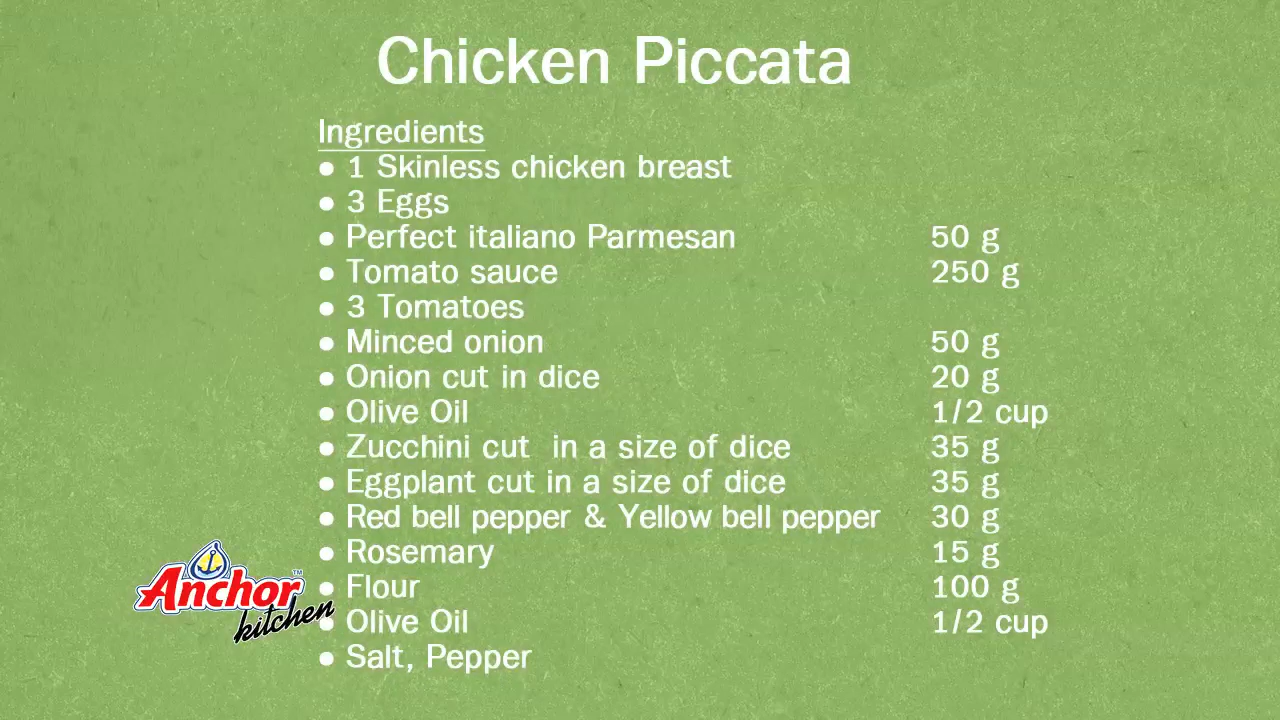 Chicken Piccata
Ingredients
● 1 Skinless chicken breast
● 3 Eggs
● Perfect italiano Parmesan 50 g
● Tomato sauce 250 g
● 3 Tomatoes
● Minced onion 50 g
● Onion cut in dice 20 g
● Olive Oil 1/2 cup
● Zucchini cut in a size of dice 35 g
● Eggplant cut in a size of dice 35 g
● Red bell pepper & Yellow bell pepper 30 g
● Rosemary 15 g
● Flour 100 g
● Olive Oil 1/2 cup
● Salt, Pepper
Anchor™
kitchen